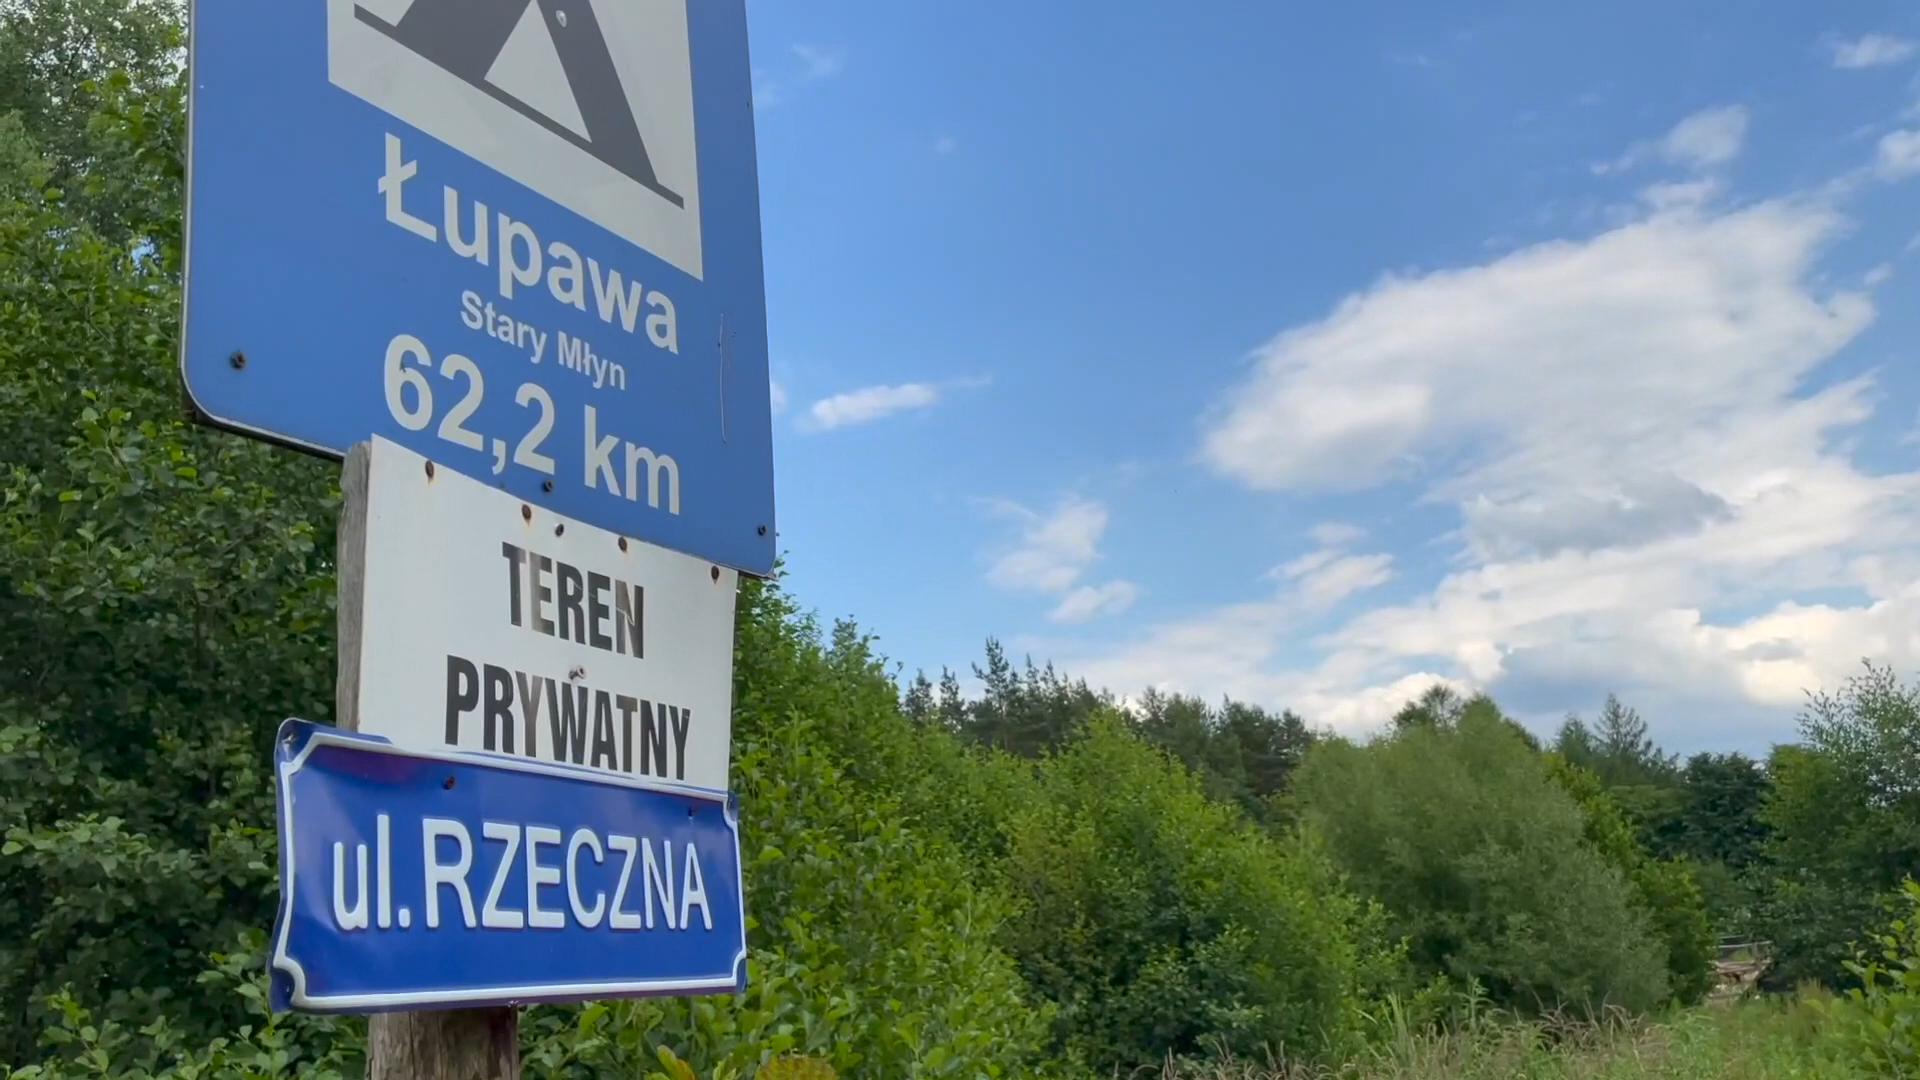 Łupawa
Stary Młyn
62,2 km
TEREN
PRYWATNY
ul. RZECZNA